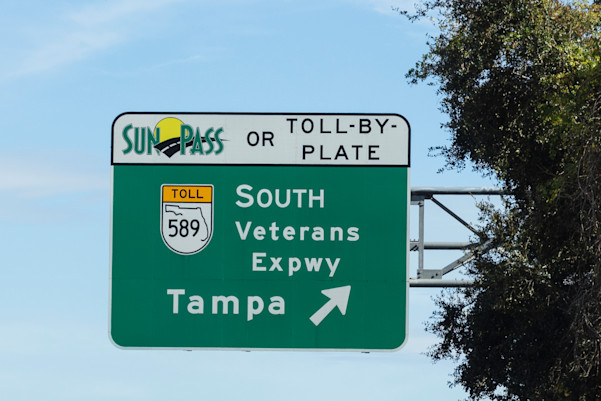 SUNPASS OR TOLL-BY-
PLATE
TOLL
589
SOUTH
Veterans
Expwy
Tampa